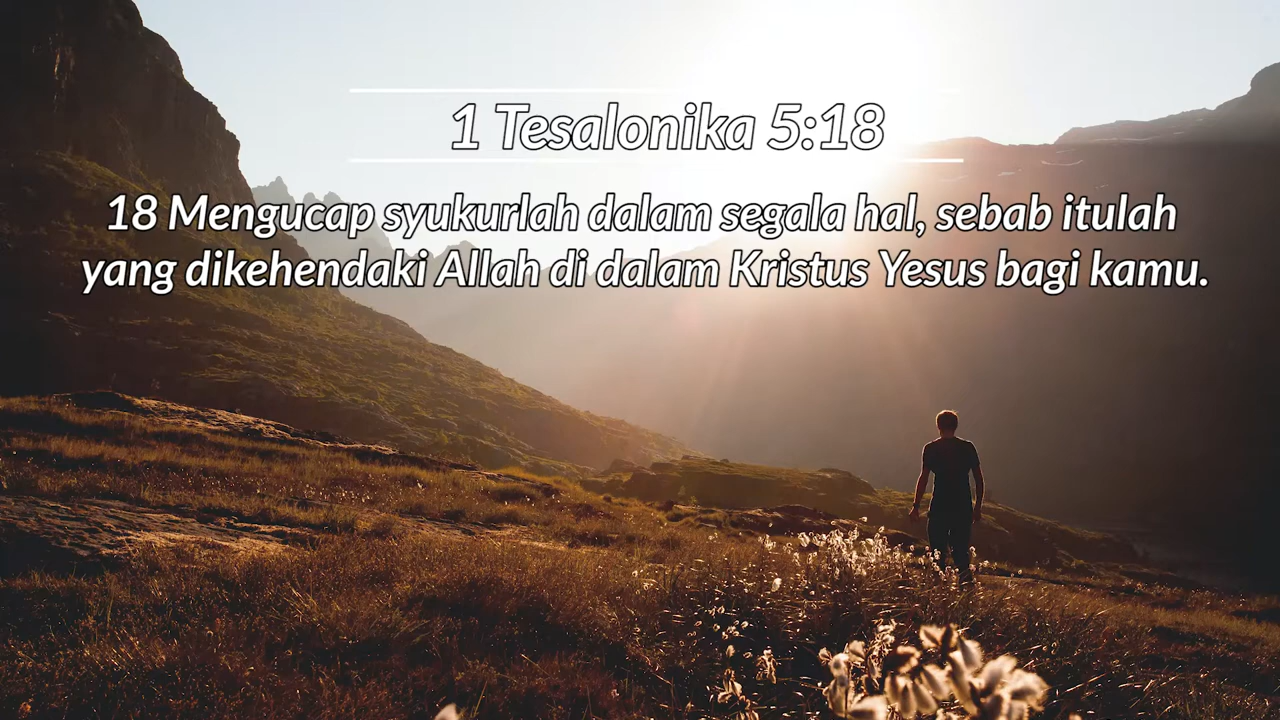 1 Tesalonika 5:18
18 Mengucap syukurlah dalam segala hal, sebab itulah
yang dikehendaki Allah di dalam Kristus Yesus bagi kamu.